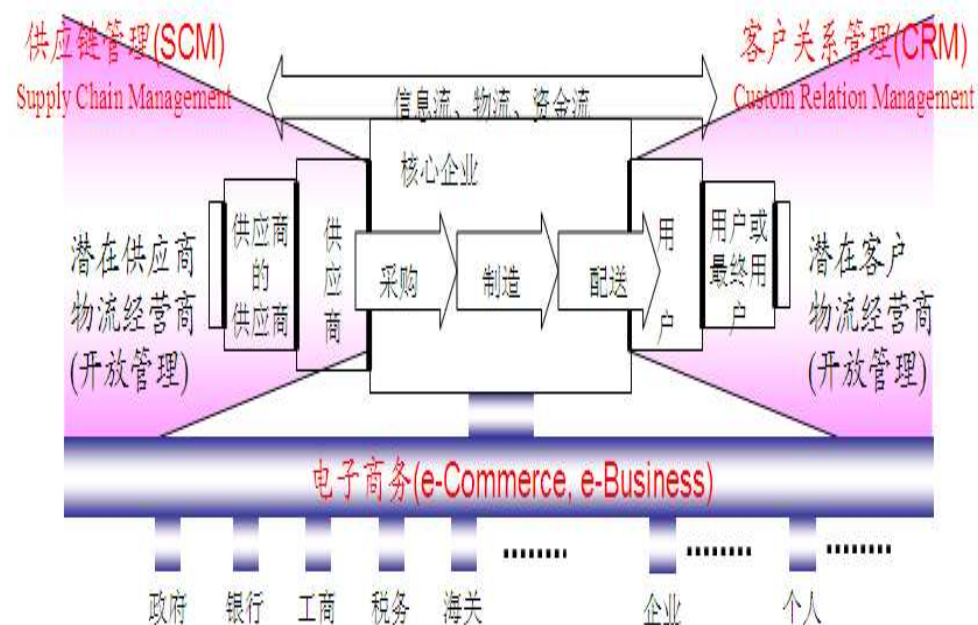 供应链管理(SCM)
Supply Chain Management
客户关系管理(CRM)
Custom Relation Management
信息流、物流、资金流
核心企业
潜在供应商
物流经营商
(开放管理)
供应商
的
供应商
供
应
商
采购
制造
配送
用
户
用户或
最终用
户
潜在客户
物流经营商
(开放管理)
电子商务(e-Commerce, e-Business)
政府
银行
工商
税务
海关
········
企业
········
个人
········